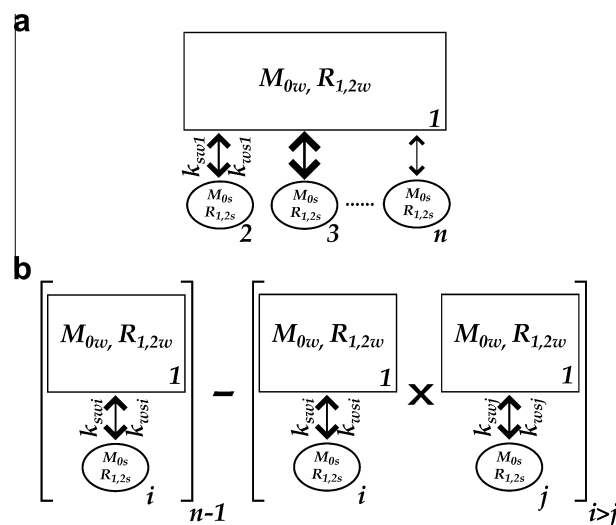 a
M0w, R1,2w
1
ksw1 kws1
M0s M0s M0s
R1,2s R1,2s ...... R1,2s
2 3 n
b
M0w, R1,2w M0w, R1,2w M0w, R1,2w
1 1 1
− ×
kswi kwsi kswi kwsi kswj kwsj
M0s M0s M0s
R1,2s R1,2s R1,2s
i i j
n-1 i>j